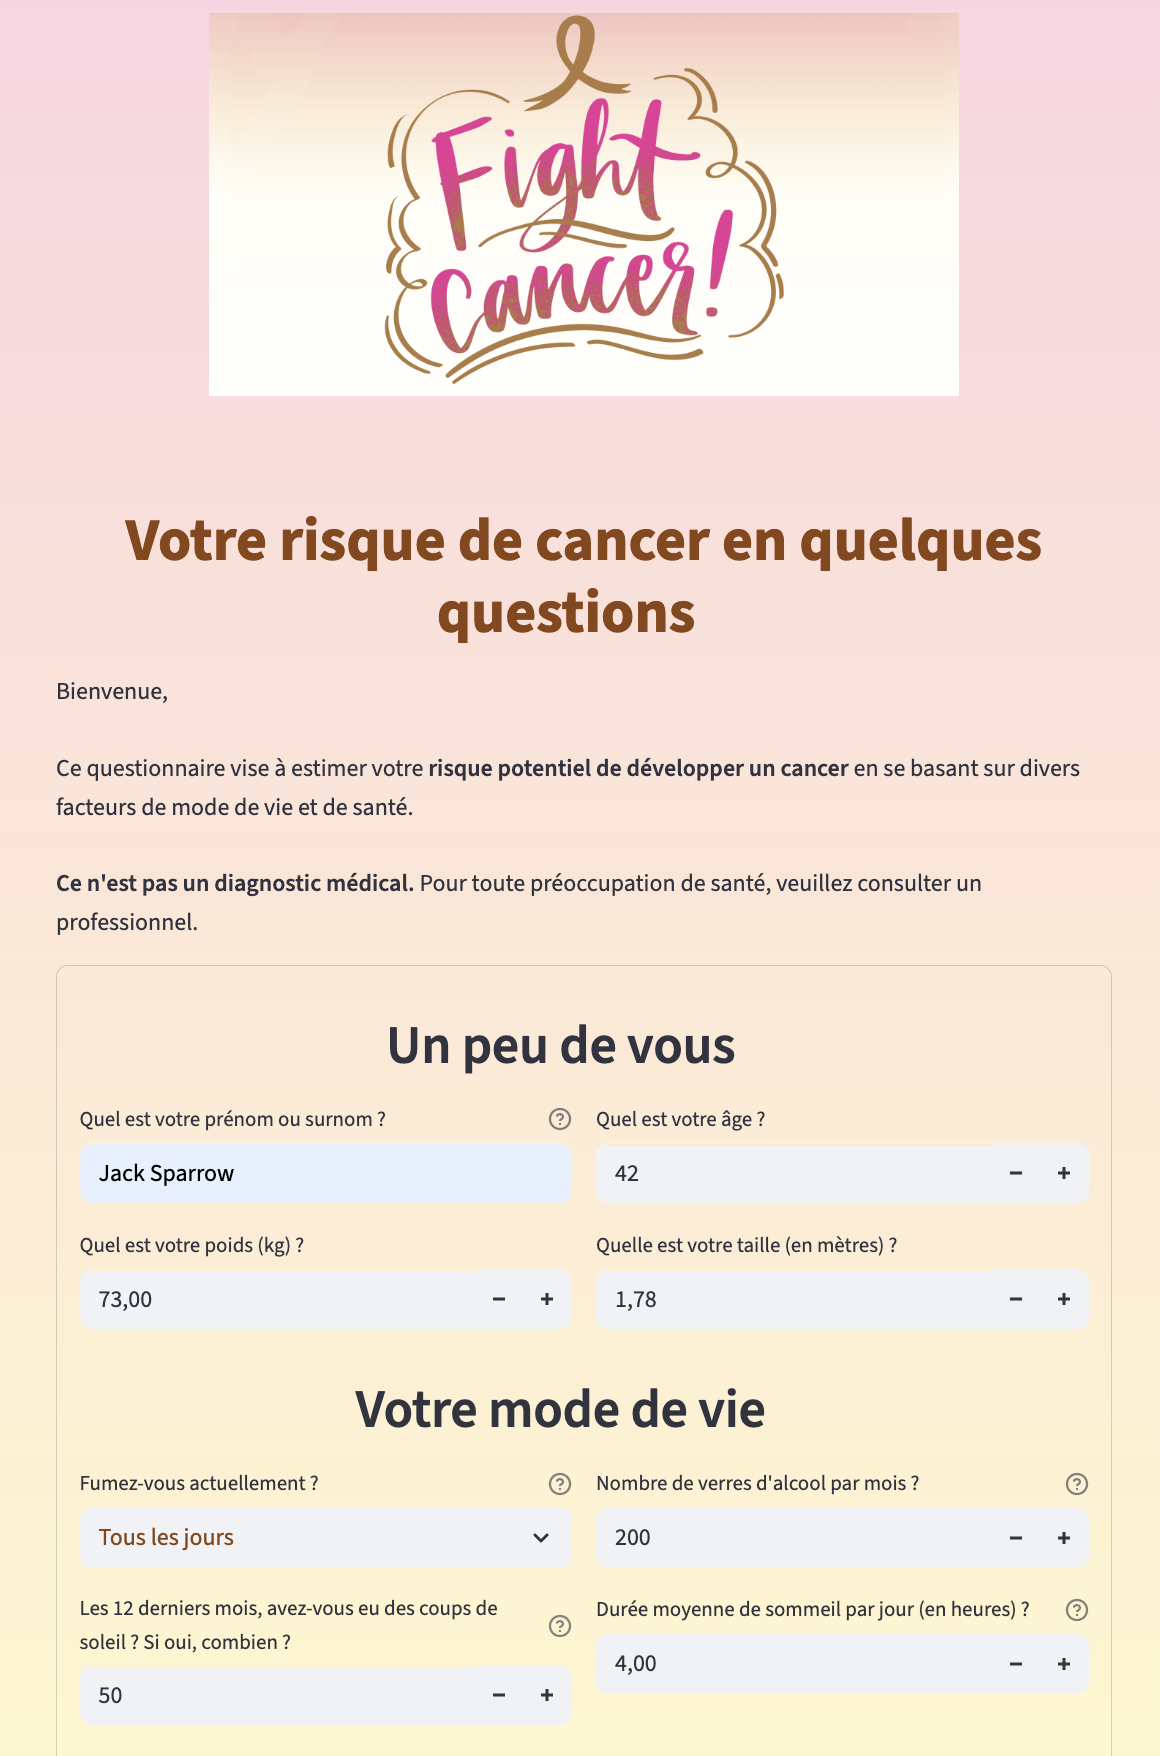 Fight
Cancer!
Votre risque de cancer en quelques
questions
Bienvenue,
Ce questionnaire vise à estimer votre risque potentiel de développer un cancer en se basant sur divers
facteurs de mode de vie et de santé.
Ce n'est pas un diagnostic médical. Pour toute préoccupation de santé, veuillez consulter un
professionnel.
Un peu de vous
Quel est votre prénom ou surnom ?
Jack Sparrow
Quel est votre âge ?
42
Quel est votre poids (kg) ?
73,00
Quelle est votre taille (en mètres) ?
1,78
Votre mode de vie
Fumez-vous actuellement ?
Tous les jours
Nombre de verres d'alcool par mois ?
200
Les 12 derniers mois, avez-vous eu des coups de
soleil ? Si oui, combien ?
50
Durée moyenne de sommeil par jour (en heures) ?
4,00